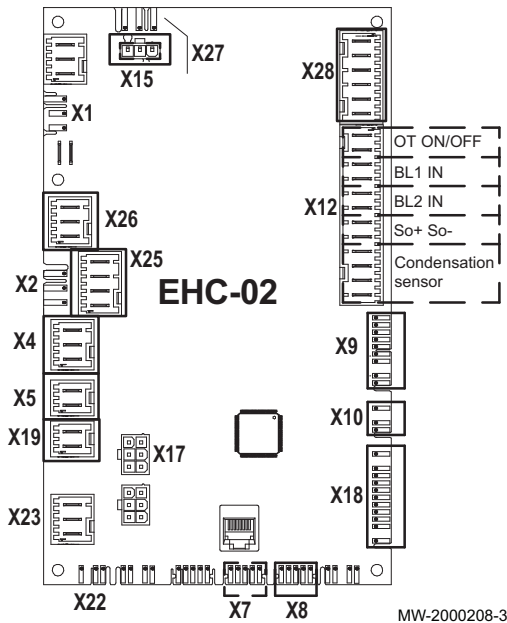 X27
X15
X28
X1
OT ON/OFF
BL1 IN
X12
BL2 IN
X26
So+ So-
X25
Condensation
sensor
X2
EHC-02
X4
X9
X5
X10
X19
X17
X18
X23
X22
X7
X8
MW-2000208-3